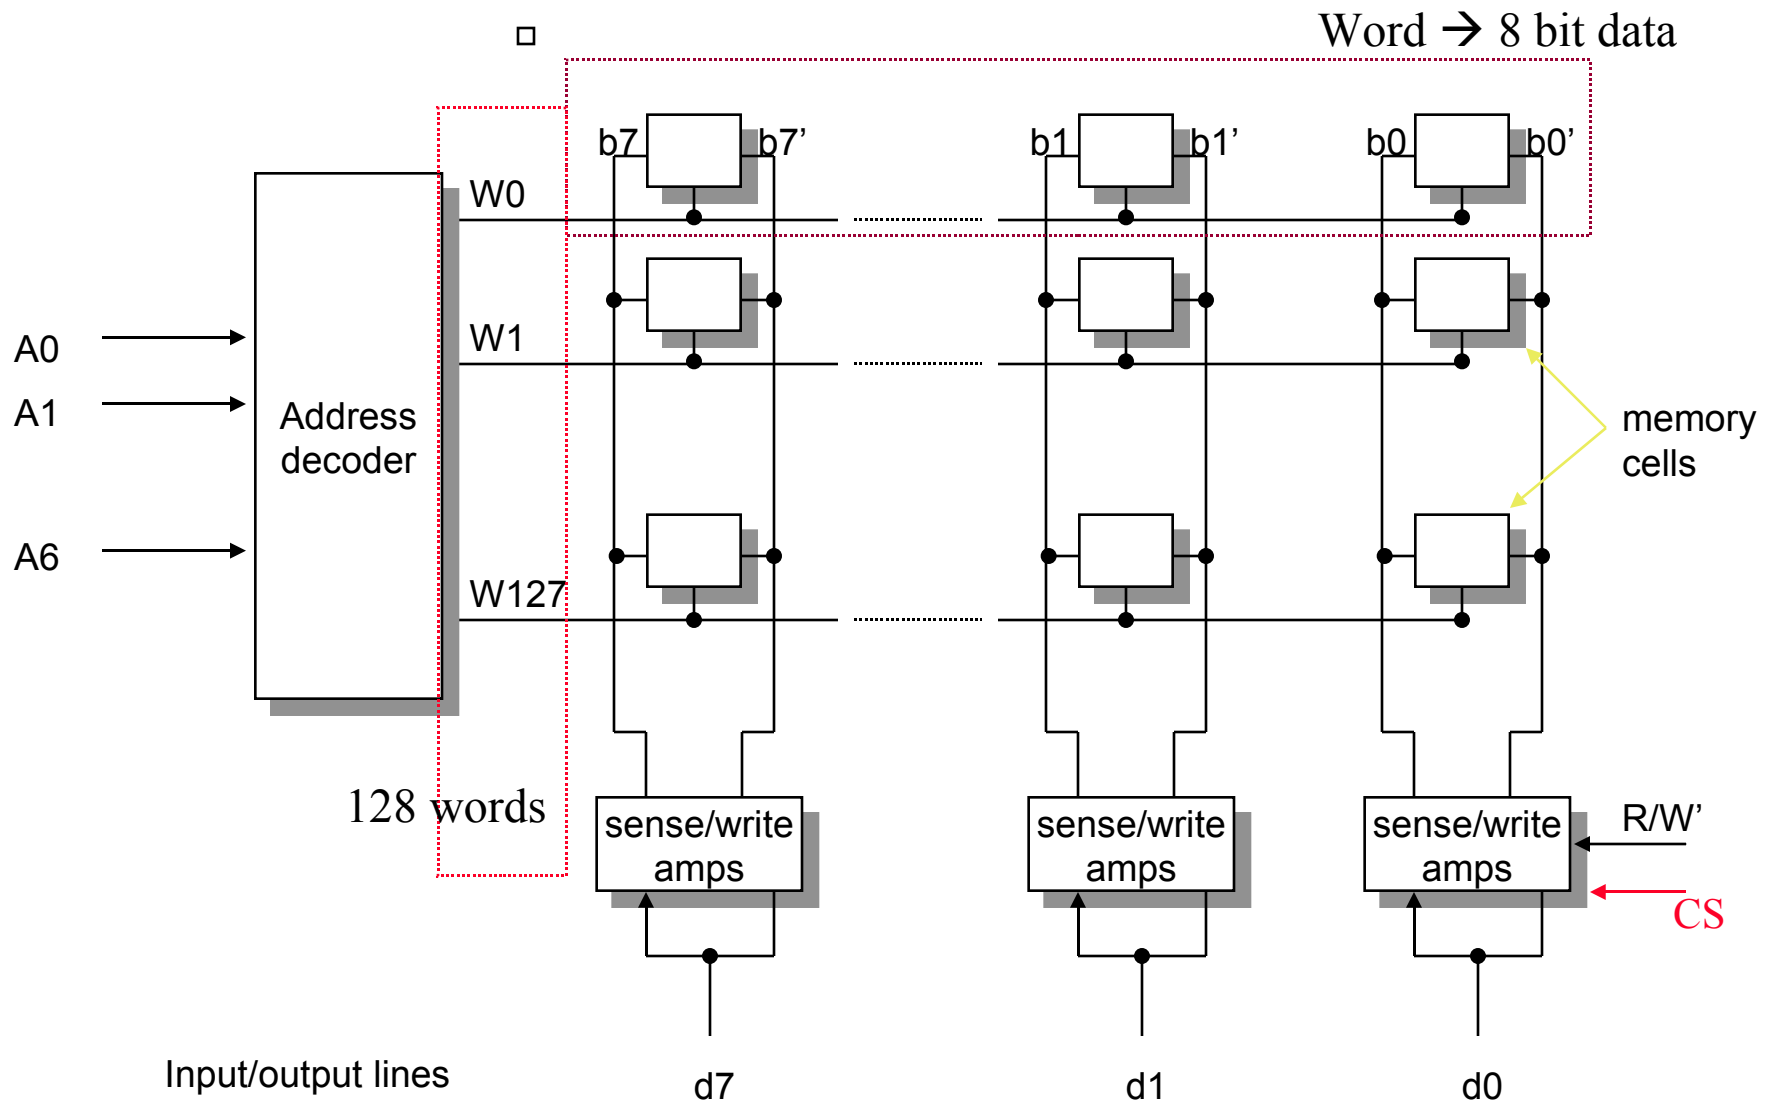 Word → 8 bit data
b7 b7’ b1 b1’ b0 b0’
W0
W1
A0
A1
Address
decoder
memory
cells
A6
W127
128 words
sense/write
amps
sense/write
amps
sense/write
amps
R/W’
CS
Input/output lines
d7 d1 d0